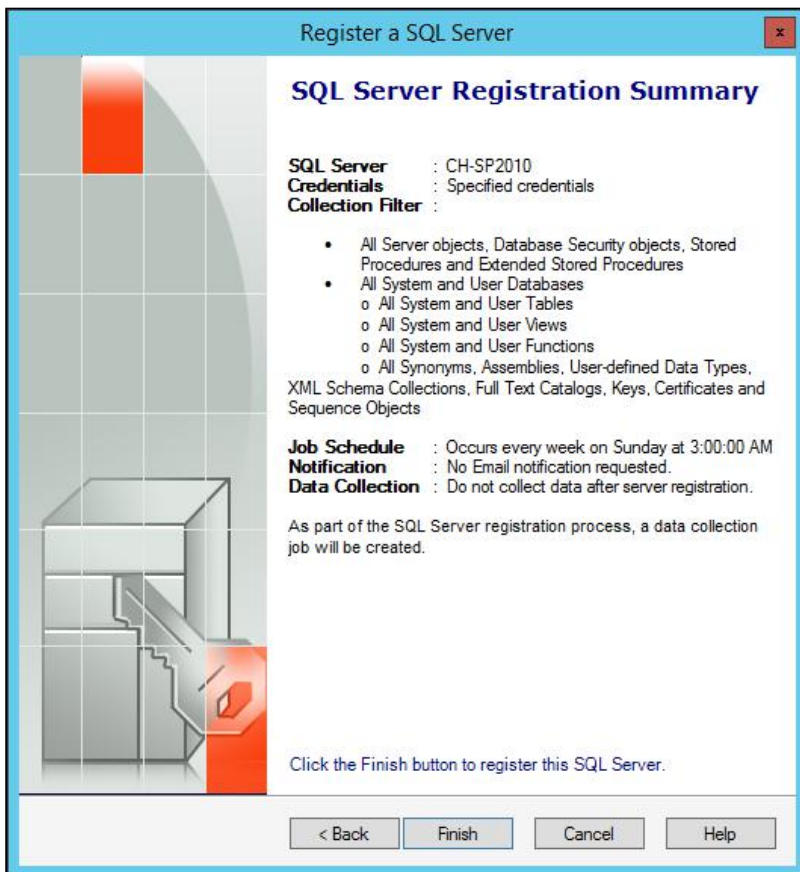 Register a SQL Server
x
SQL Server Registration Summary
SQL Server : CH-SP2010
Credentials : Specified credentials
Collection Filter :
• All Server objects, Database Security objects, Stored
Procedures and Extended Stored Procedures
• All System and User Databases
o All System and User Tables
o All System and User Views
o All System and User Functions
o All Synonyms, Assemblies, User-defined Data Types,
XML Schema Collections, Full Text Catalogs, Keys, Certificates and
Sequence Objects
Job Schedule : Occurs every week on Sunday at 3:00:00 AM
Notification : No Email notification requested.
Data Collection : Do not collect data after server registration.
As part of the SQL Server registration process, a data collection
job will be created.
Click the Finish button to register this SQL Server.
< Back Finish Cancel Help